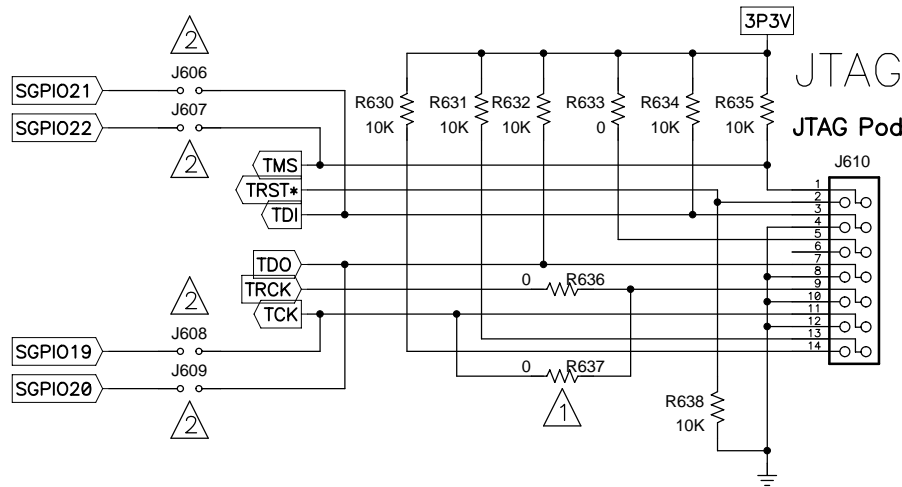 3P3V
2
JTAG
J606
SGPIO21
R630 R631 R632 R633 R634 R635
J607
10K 10K 10K 0 10K 10K
JTAG Pod
SGPIO22
2
J610
TMS
1
TRST*
2
TDI
3
4
5
6
TDO
7
8
2
TRCK
0 R636
9
10
TCK
11
J608
12
13
SGPIO19
14
J609
0 R637
SGPIO20
R638
2
1
10K